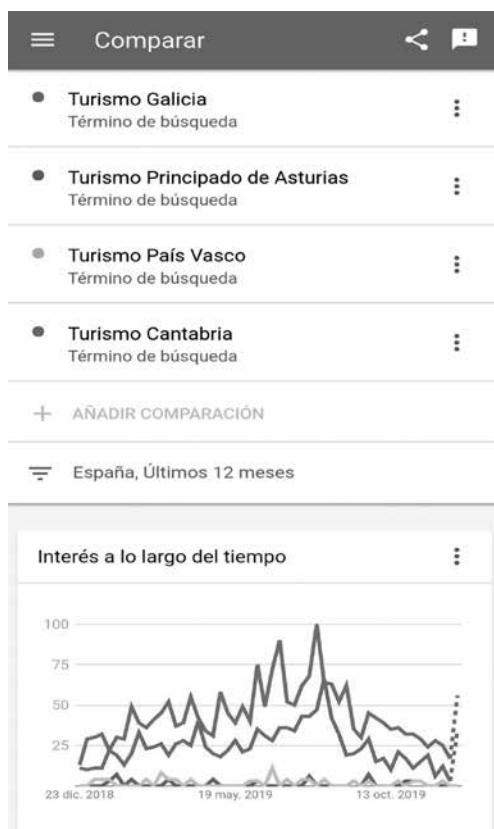 Comparar
Turismo Galicia
Término de búsqueda
Turismo Principado de Asturias
Término de búsqueda
Turismo País Vasco
Término de búsqueda
Turismo Cantabria
Término de búsqueda
AÑADIR COMPARACIÓN
España, Últimos 12 meses
Interés a lo largo del tiempo
100
75
50
25
23 dic. 2018 19 may. 2019 13 oct. 2019